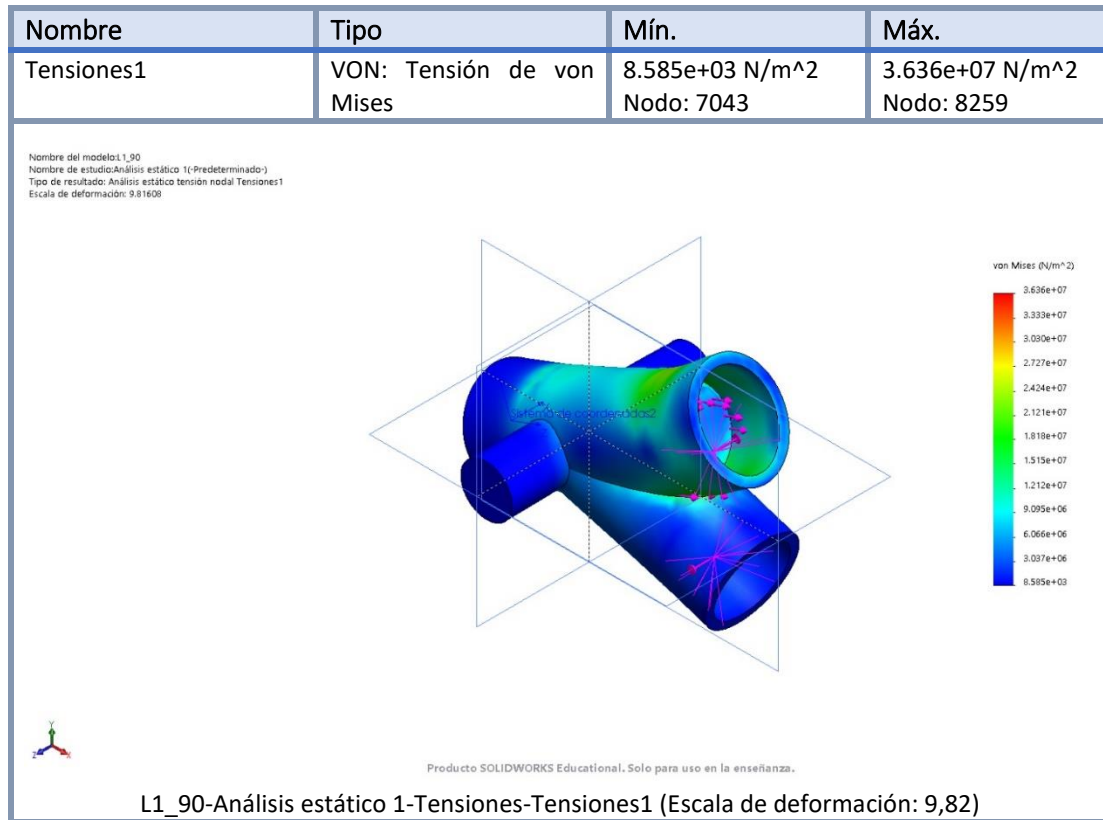 Nombre Tipo Mín. Máx.
Tensiones1 VON: Tensión de von 8.585e+03 N/m^2 3.636e+07 N/m^2
Mises Nodo: 7043 Nodo: 8259
Nombre del modelo:L1_90
Nombre de estudio:Análisis estático 1(-Predeterminado-)
Tipo de resultado: Análisis estático tensión nodal Tensiones1
Escala de deformación: 9.81608
von Mises (N/m^2)
3.636e+07
3.333e+07
3.030e+07
2.727e+07
2.424e+07
2.121e+07
1.818e+07
1.515e+07
1.212e+07
9.095e+06
6.066e+06
3.037e+06
8.585e+03
Sistema de coordenadas2
Y
Z X
Producto SOLIDWORKS Educational. Solo para uso en la enseñanza.
L1_90-Análisis estático 1-Tensiones-Tensiones1 (Escala de deformación: 9,82)